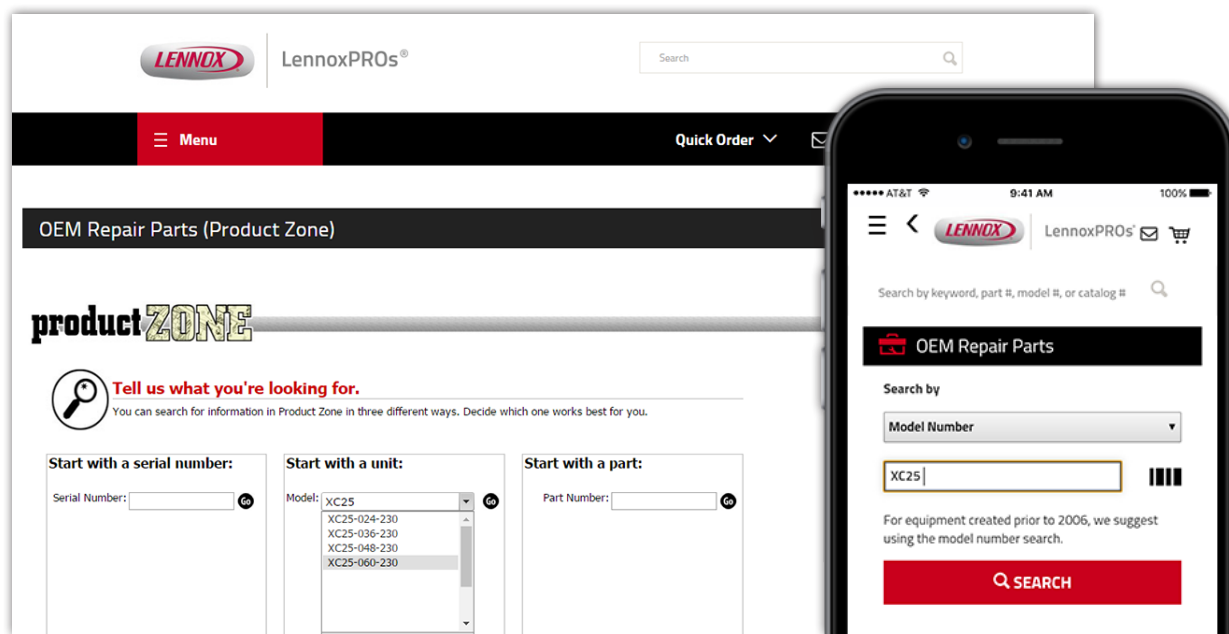 LENNOX LennoxPROs®
Search
Menu
Quick Order
OEM Repair Parts (Product Zone)
productZONE
Tell us what you're looking for.
You can search for information in Product Zone in three different ways. Decide which one works best for you.
Start with a serial number:
Serial Number:
Go
Start with a unit:
Model:
XC25
Go
XC25-024-230
XC25-036-230
XC25-048-230
XC25-060-230
Start with a part:
Part Number:
Go
AT&T
9:41 AM
100%
LENNOX LennoxPROs®
Search by keyword, part #, model #, or catalog #
OEM Repair Parts
Search by
Model Number
XC25
For equipment created prior to 2006, we suggest
using the model number search.
SEARCH